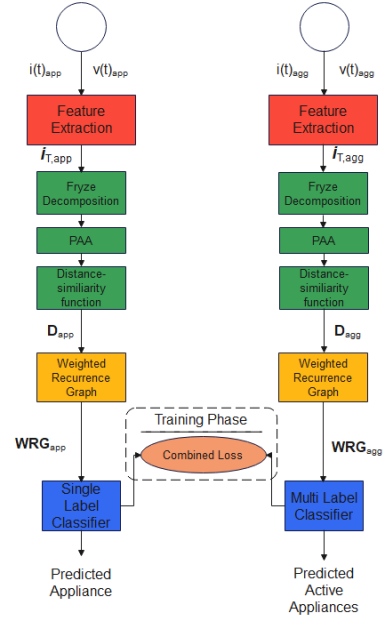 i(t)app v(t)app
Feature
Extraction
iT,app
Fryze
Decomposition
PAA
Distance-
similiarity
function
Dapp
Weighted
Recurrence
Graph
WRGapp
Single
Label
Classifier
Predicted
Appliance
Training Phase
Combined Loss
i(t)agg v(t)agg
Feature
Extraction
iT,agg
Fryze
Decomposition
PAA
Distance-
similiarity
function
Dagg
Weighted
Recurrence
Graph
WRGagg
Multi Label
Classifier
Predicted
Active
Appliances